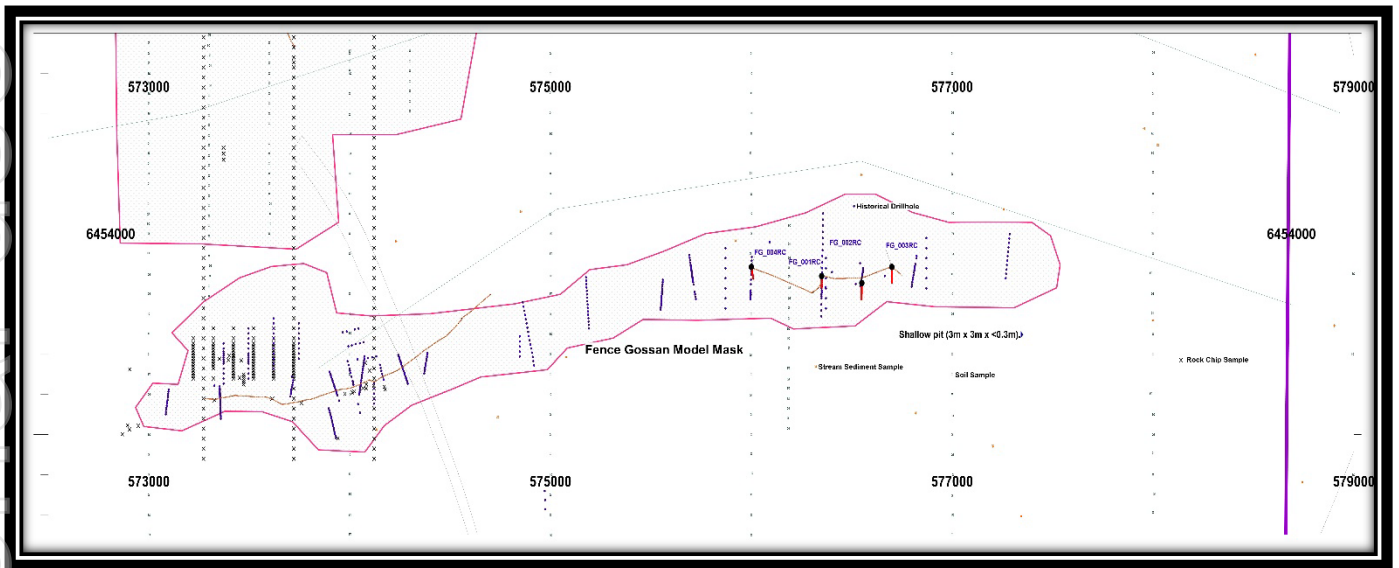 573000
575000
577000
579000
Historical Drillhole
6454000
6454000
FG_002RC
FG_003RC
FG_004RC
FG_001RC
Shallow pit (3m x 3m x <0.3m)
Fence Gossan Model Mask
Rock Chip Sample
Stream Sediment Sample
Soil Sample
573000
575000
577000
579000